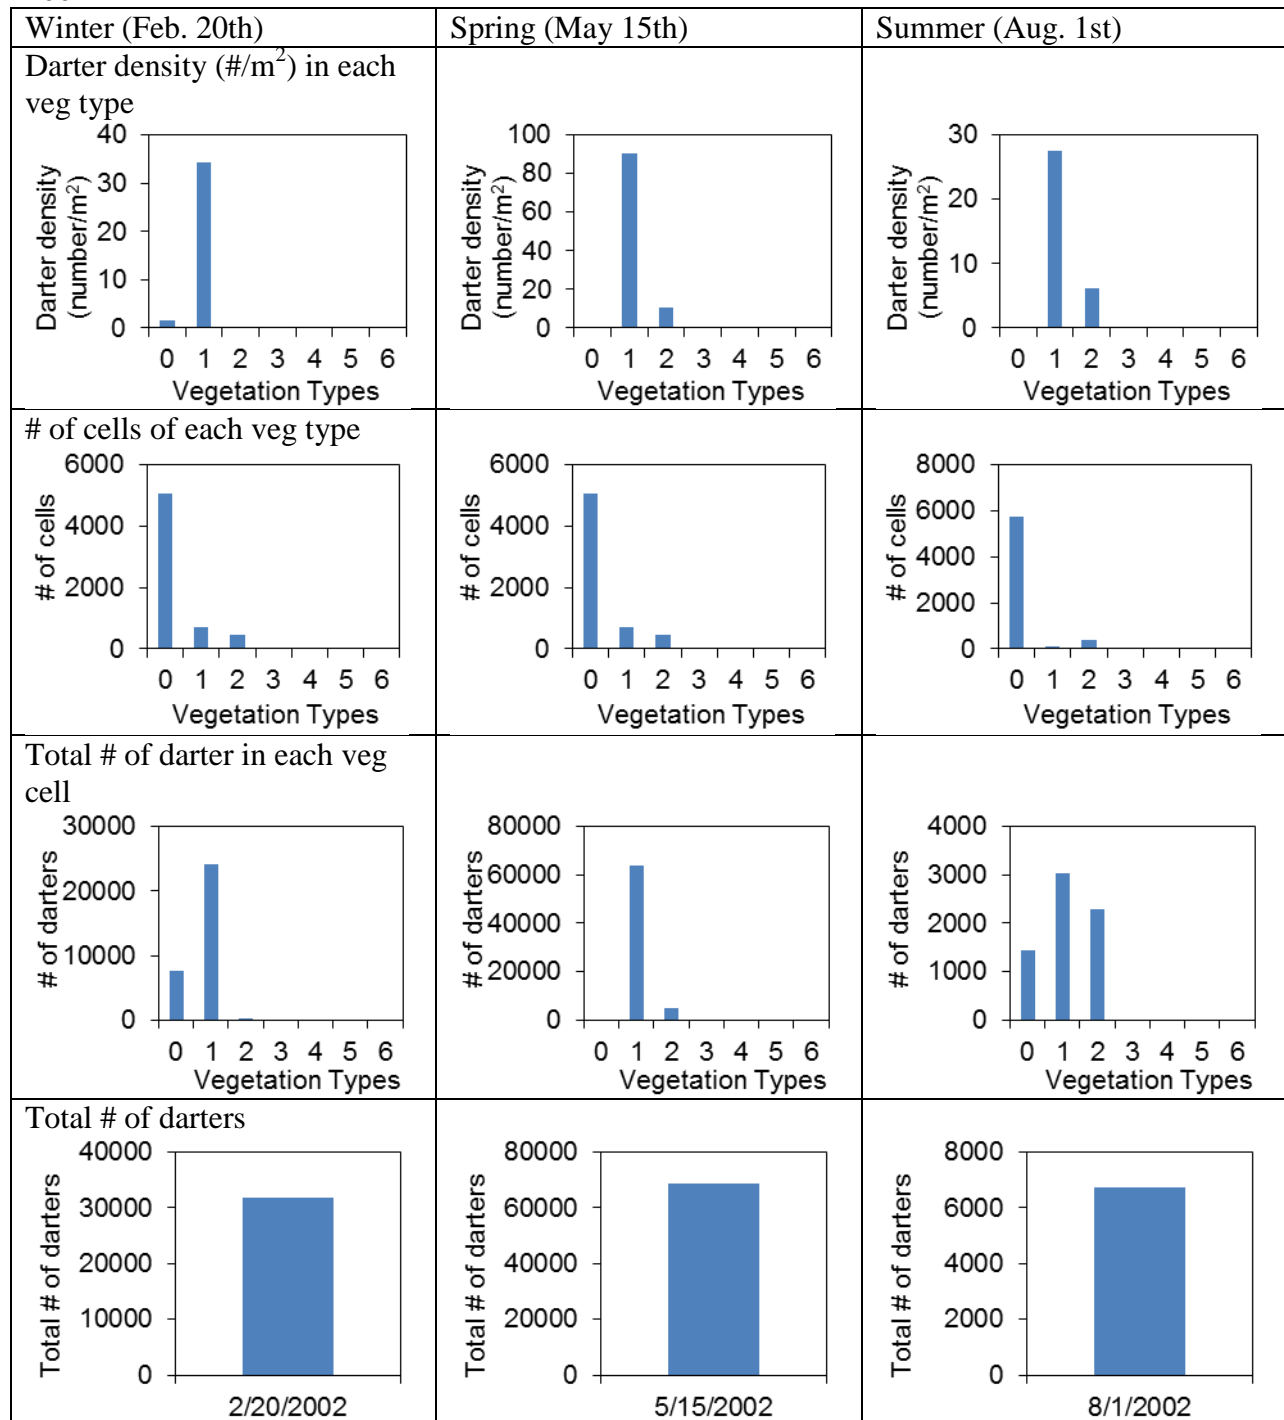 Winter (Feb. 20th)
Spring (May 15th)
Summer (Aug. 1st)
Darter density (#/m²) in each
veg type
40
30
20
10
0
Darter density
(number/m²)
0 1 2 3 4 5 6
Vegetation Types
100
80
60
40
20
0
Darter density
(number/m²)
0 1 2 3 4 5 6
Vegetation Types
30
20
10
0
Darter density
(number/m²)
0 1 2 3 4 5 6
Vegetation Types
# of cells of each veg type
6000
4000
2000
0
# of cells
0 1 2 3 4 5 6
Vegetation Types
6000
4000
2000
0
# of cells
0 1 2 3 4 5 6
Vegetation Types
8000
6000
4000
2000
0
# of cells
0 1 2 3 4 5 6
Vegetation Types
Total # of darter in each veg
cell
30000
20000
10000
0
# of darters
0 1 2 3 4 5 6
Vegetation Types
80000
60000
40000
20000
0
# of darters
0 1 2 3 4 5 6
Vegetation Types
4000
3000
2000
1000
0
# of darters
0 1 2 3 4 5 6
Vegetation Types
Total # of darters
40000
30000
20000
10000
0
Total # of darters
2/20/2002
80000
60000
40000
20000
0
Total # of darters
5/15/2002
8000
6000
4000
2000
0
Total # of darters
8/1/2002